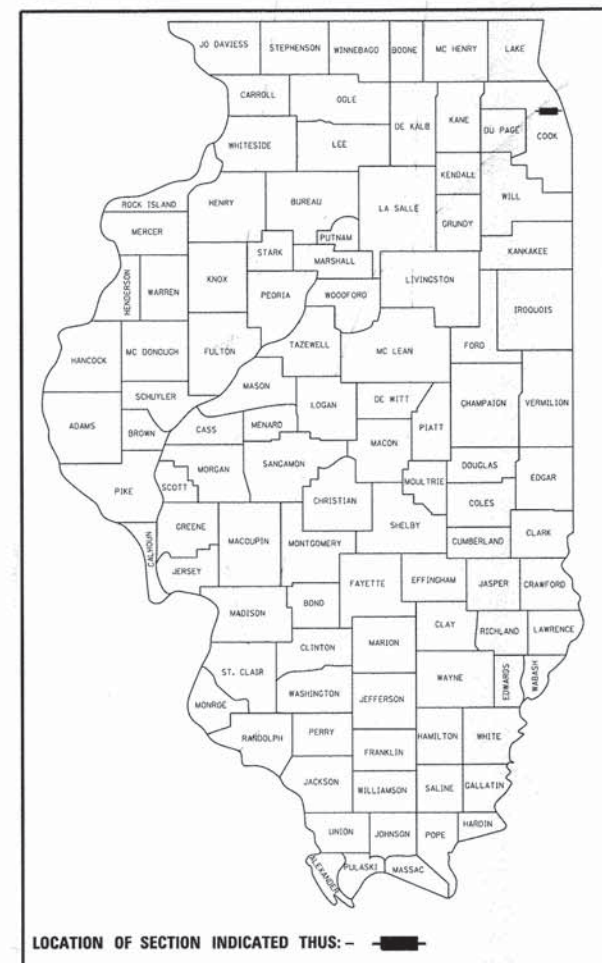 JO DAVIESS STEPHENSON WINNEBAGO BOONE MC HENRY LAKE
CARROLL OGLE DE KALB KANE DU PAGE COOK
WHITESIDE LEE
KENDALL WILL
ROCK ISLAND HENRY BUREAU LA SALLE GRUNDY
MERCER PUTNAM KANKAKEE
STARK MARSHALL
HENDERSON WARREN KNOX PEORIA WOODFORD LIVINGSTON IROQUOIS
HANCOCK MC DONOUGH FULTON TAZEWELL MC LEAN FORD
MASON
SCHUYLER LOGAN DE WITT CHAMPAIGN VERMILION
ADAMS BROWN CASS MENARD MACON PIATT
MORGAN SANGAMON DOUGLAS
PIKE SCOTT CHRISTIAN MOULTRIE COLES EDGAR
GREENE MACOUPIN SHELBY CUMBERLAND CLARK
CALHOUN JERSEY MONTGOMERY
FAYETTE EFFINGHAM JASPER CRAWFORD
MADISON BOND CLAY RICHLAND LAWRENCE
CLINTON MARION
ST. CLAIR WASHINGTON WAYNE EDWARDS WABASH
MONROE JEFFERSON
RANDOLPH PERRY HAMILTON WHITE
FRANKLIN
JACKSON WILLIAMSON SALINE GALLATIN
UNION JOHNSON POPE HARDIN
ALEXANDER PULASKI MASSAC
LOCATION OF SECTION INDICATED THUS: -